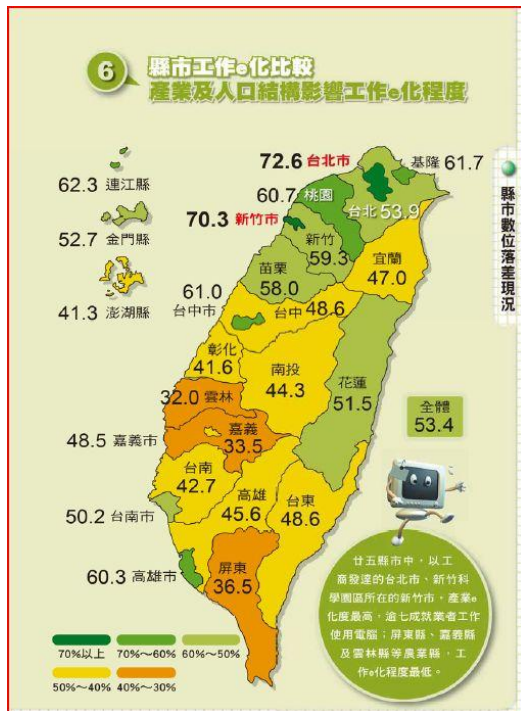 6
縣市工作e化比較
產業及人口結構影響工作e化程度
72.6 台北市
基隆 61.7
62.3 連江縣
60.7 桃園
台北 53.9
70.3 新竹市
52.7 金門縣
新竹
59.3
宜蘭
47.0
苗栗
58.0
61.0
台中市
台中 48.6
41.3 澎湖縣
彰化
41.6
南投
44.3
花蓮
51.5
32.0 雲林
48.5 嘉義市
嘉義
33.5
全體
53.4
台南
42.7
高雄
45.6
台東
48.6
50.2 台南市
60.3 高雄市
屏東
36.5
縣市數位落差現況
廿五縣市中，以工
商發達的台北市、新竹科
學園區所在的新竹市，產業e
化度最高，逾七成就業者工作
使用電腦；屏東縣、嘉義縣
及雲林縣等農業縣，工
作e化程度最低。
70%以上
70%～60%
60%～50%
50%～40%
40%～30%